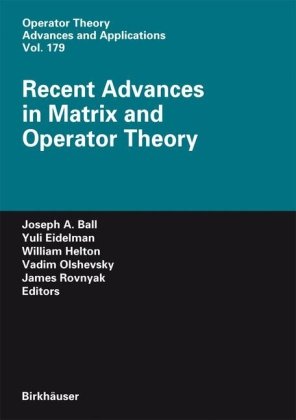 Operator Theory
Advances and Applications
Vol. 179
Recent Advances
in Matrix and
Operator Theory
Joseph A. Ball
Yuli Eidelman
William Helton
Vadim Olshevsky
James Rovnyak
Editors
Birkhäuser